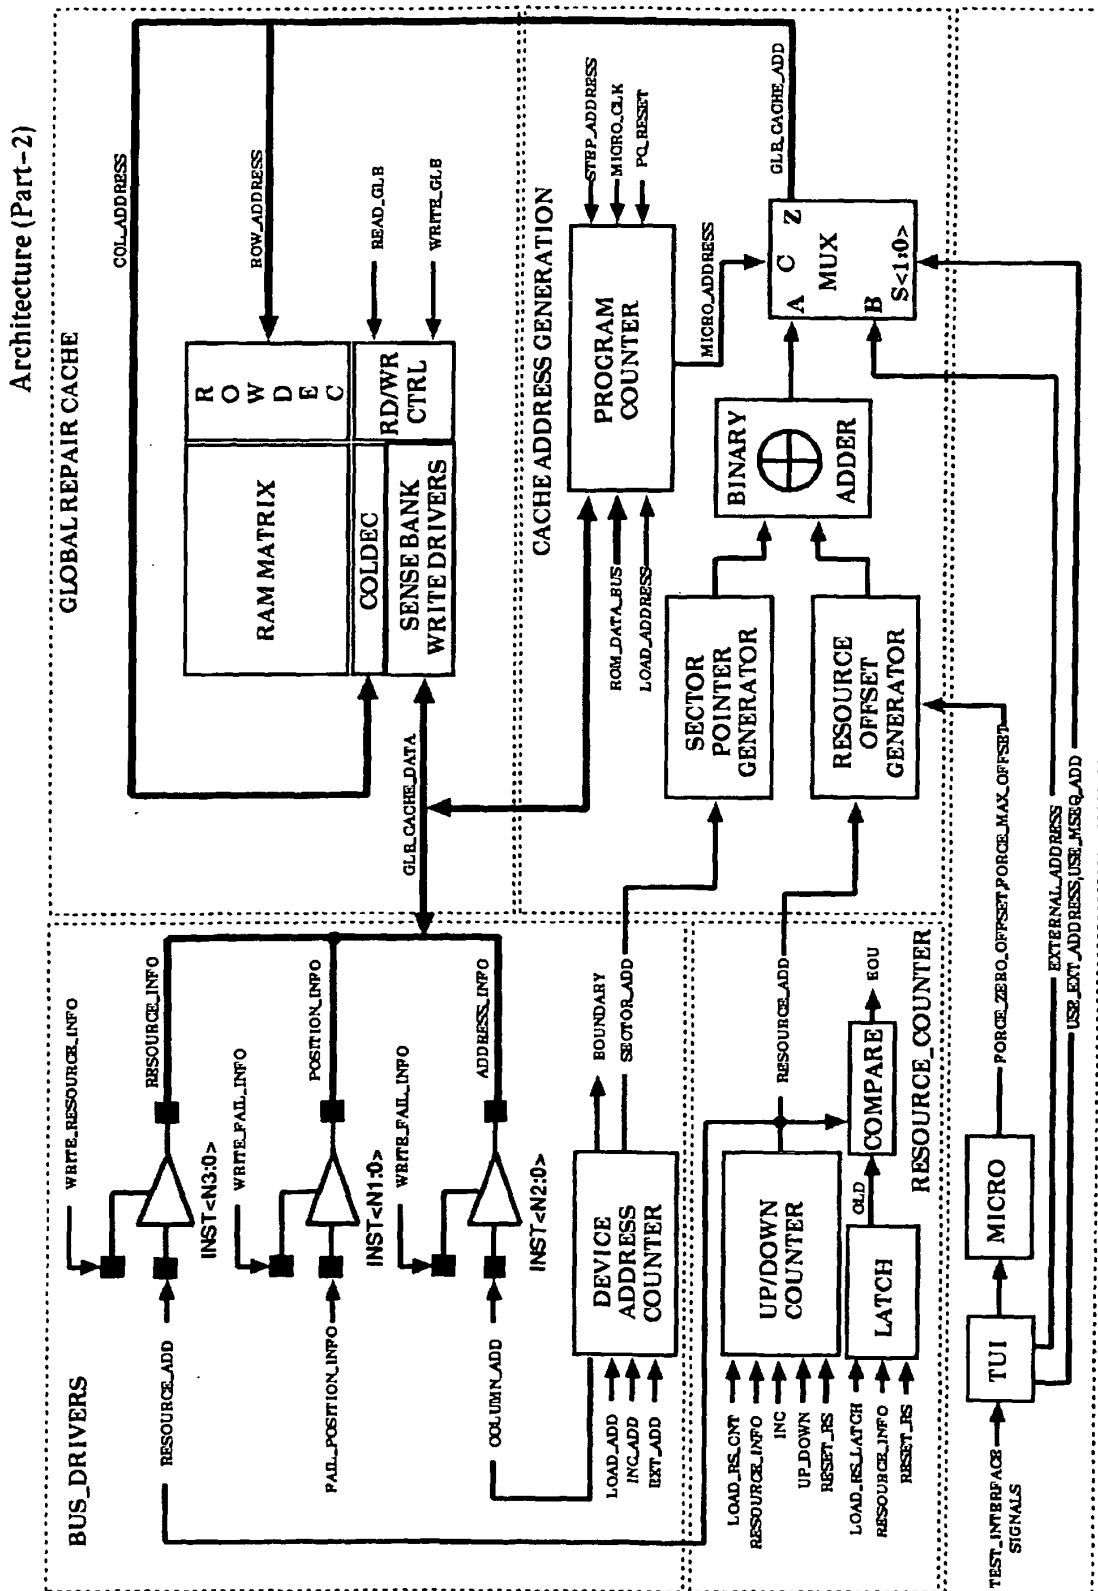 Architecture (Part-2)
GLOBAL REPAIR CACHE
COL_ADDRESS
ROW_ADDRESS
READ_GLB
WRITE_GLB
ROWDEC
RD/WR
CTRL
RAM MATRIX
COLDEC
SENSE BANK
WRITE DRIVERS
GLB_CACHE_DATA
CACHE ADDRESS GENERATION
STEP_ADDRESS
MICRO_CLK
PC_RESET
PROGRAM
COUNTER
ROM_DATA_BUS
LOAD_ADDRESS
MICRO_ADDRESS
GLB_CACHE_ADD
A
C
Z
MUX
B
S<1:0>
BINARY
ADDER
SECTOR
POINTER
GENERATOR
RESOURCE
OFFSET
GENERATOR
BUS_DRIVERS
WRITE_RESOURCE_INFO
RESOURCE_INFO
INST<N3:0>
RESOURCE_ADD
WRITE_FAIL_INFO
POSITION_INFO
INST<N1:0>
FAIL_POSITION_INFO
WRITE_FAIL_INFO
ADDRESS_INFO
INST<N2:0>
COLUMN_ADD
BOUNDARY
SECTOR_ADD
DEVICE
ADDRESS
COUNTER
LOAD_ADD
INC_ADD
EXT_ADD
RESOURCE_ADD
UP/DOWN
COUNTER
LOAD_RS_CNT
RESOURCE_INFO
INC
UP_DOWN
RESET_RS
EOU
COMPARE
OLD
LATCH
LOAD_RS_LATCH
RESOURCE_INFO
RESET_RS
RESOURCE_COUNTER
FORCE_ZERO_OFFSET,FORCE_MAX_OFFSET
MICRO
TUI
TEST_INTERFACE
SIGNALS
EXTERNAL_ADDRESS
USE_EXT_ADDRESS,USE_MSEQ_ADD